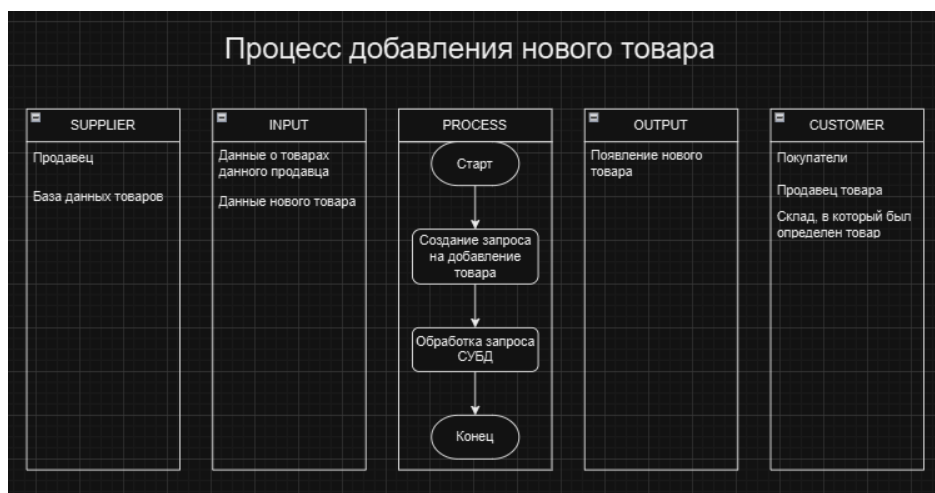 Процесс добавления нового товара
SUPPLIER
Продавец
База данных товаров
INPUT
Данные о товарах
данного продавца
Данные нового товара
PROCESS
Старт
Создание запроса
на добавление
товара
Обработка запроса
СУБД
Конец
OUTPUT
Появление нового
товара
CUSTOMER
Покупатели
Продавец товара
Склад, в который был
определен товар